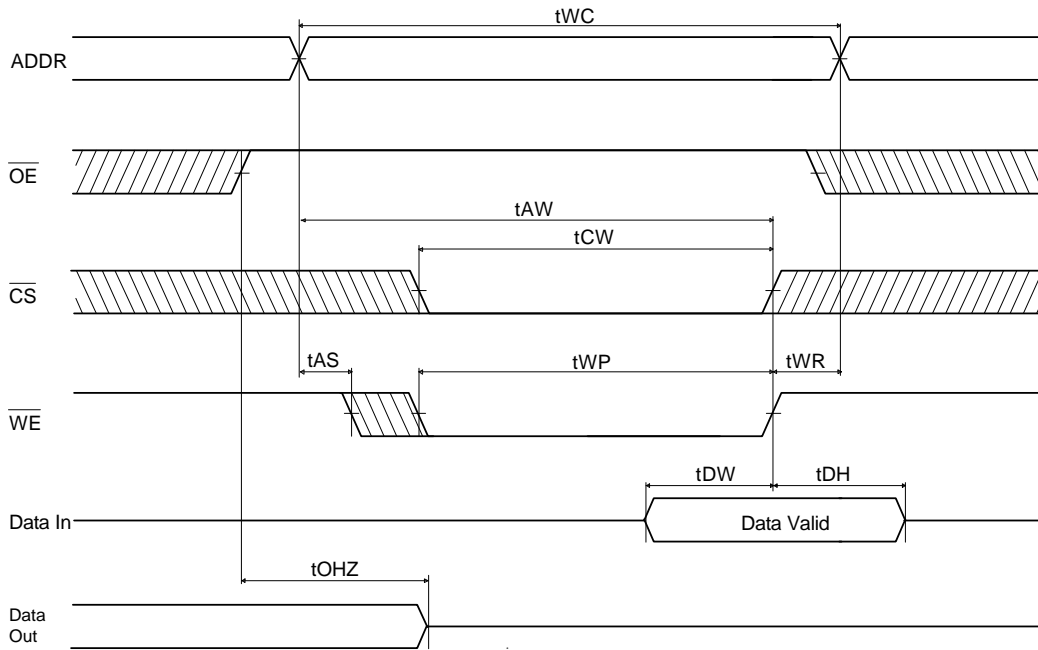 tWC
ADDR
OE
tAW
tCW
CS
tAS
tWP
tWR
WE
tDW
tDH
Data In
Data Valid
tOHZ
Data
Out